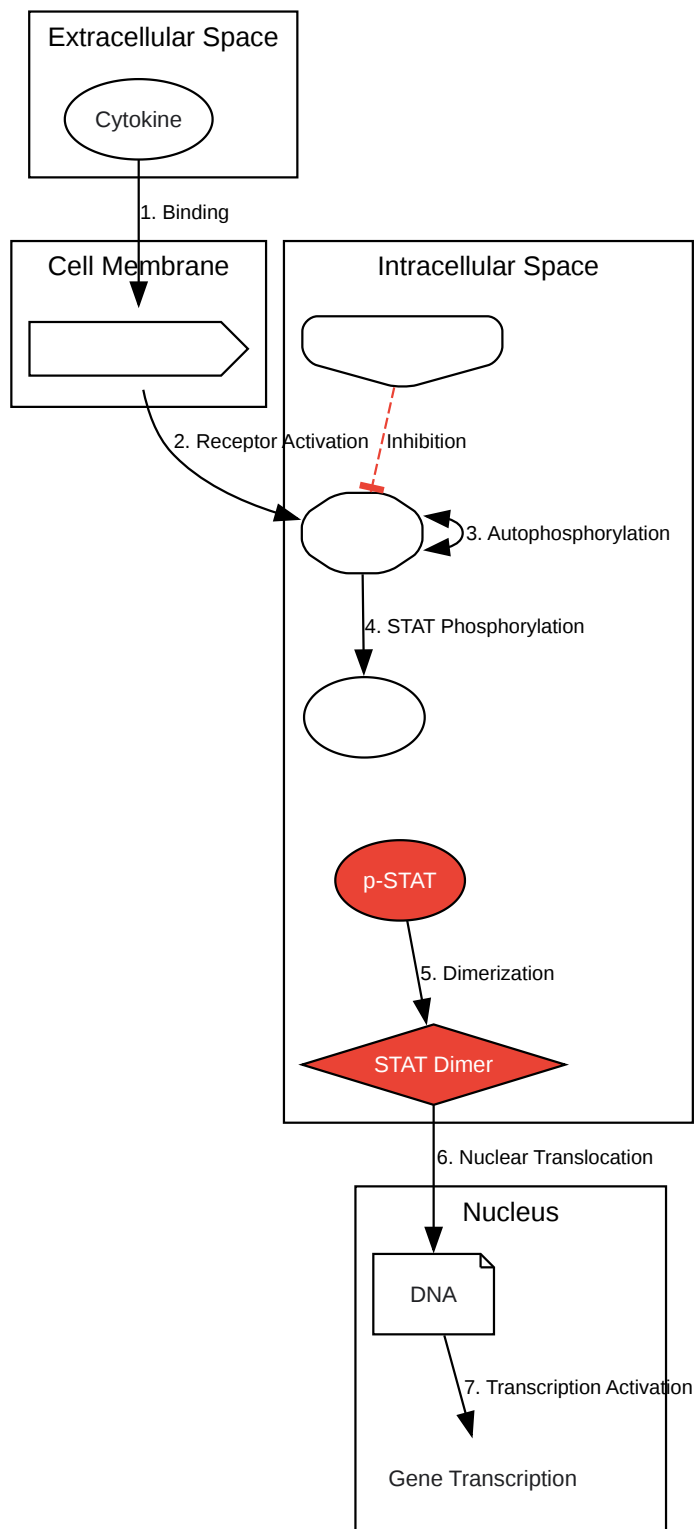 Extracellular Space
Cytokine
1. Binding
Cell Membrane
Intracellular Space
2. Receptor Activation
Inhibition
3. Autophosphorylation
4. STAT Phosphorylation
p-STAT
5. Dimerization
STAT Dimer
6. Nuclear Translocation
Nucleus
DNA
7. Transcription Activation
Gene Transcription